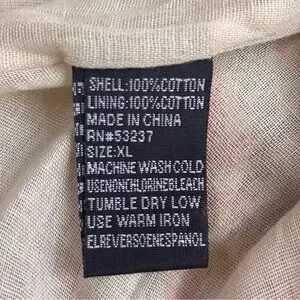 SHELL:100%COTTON
LINING:100%COTTON
MADE IN CHINA
RN#53237
SIZE:XL
MACHINE WASH COLD
USENONCHLORINEBLEACH
TUMBLE DRY LOW
USE WARM IRON
ELREVERSOENESPANOL